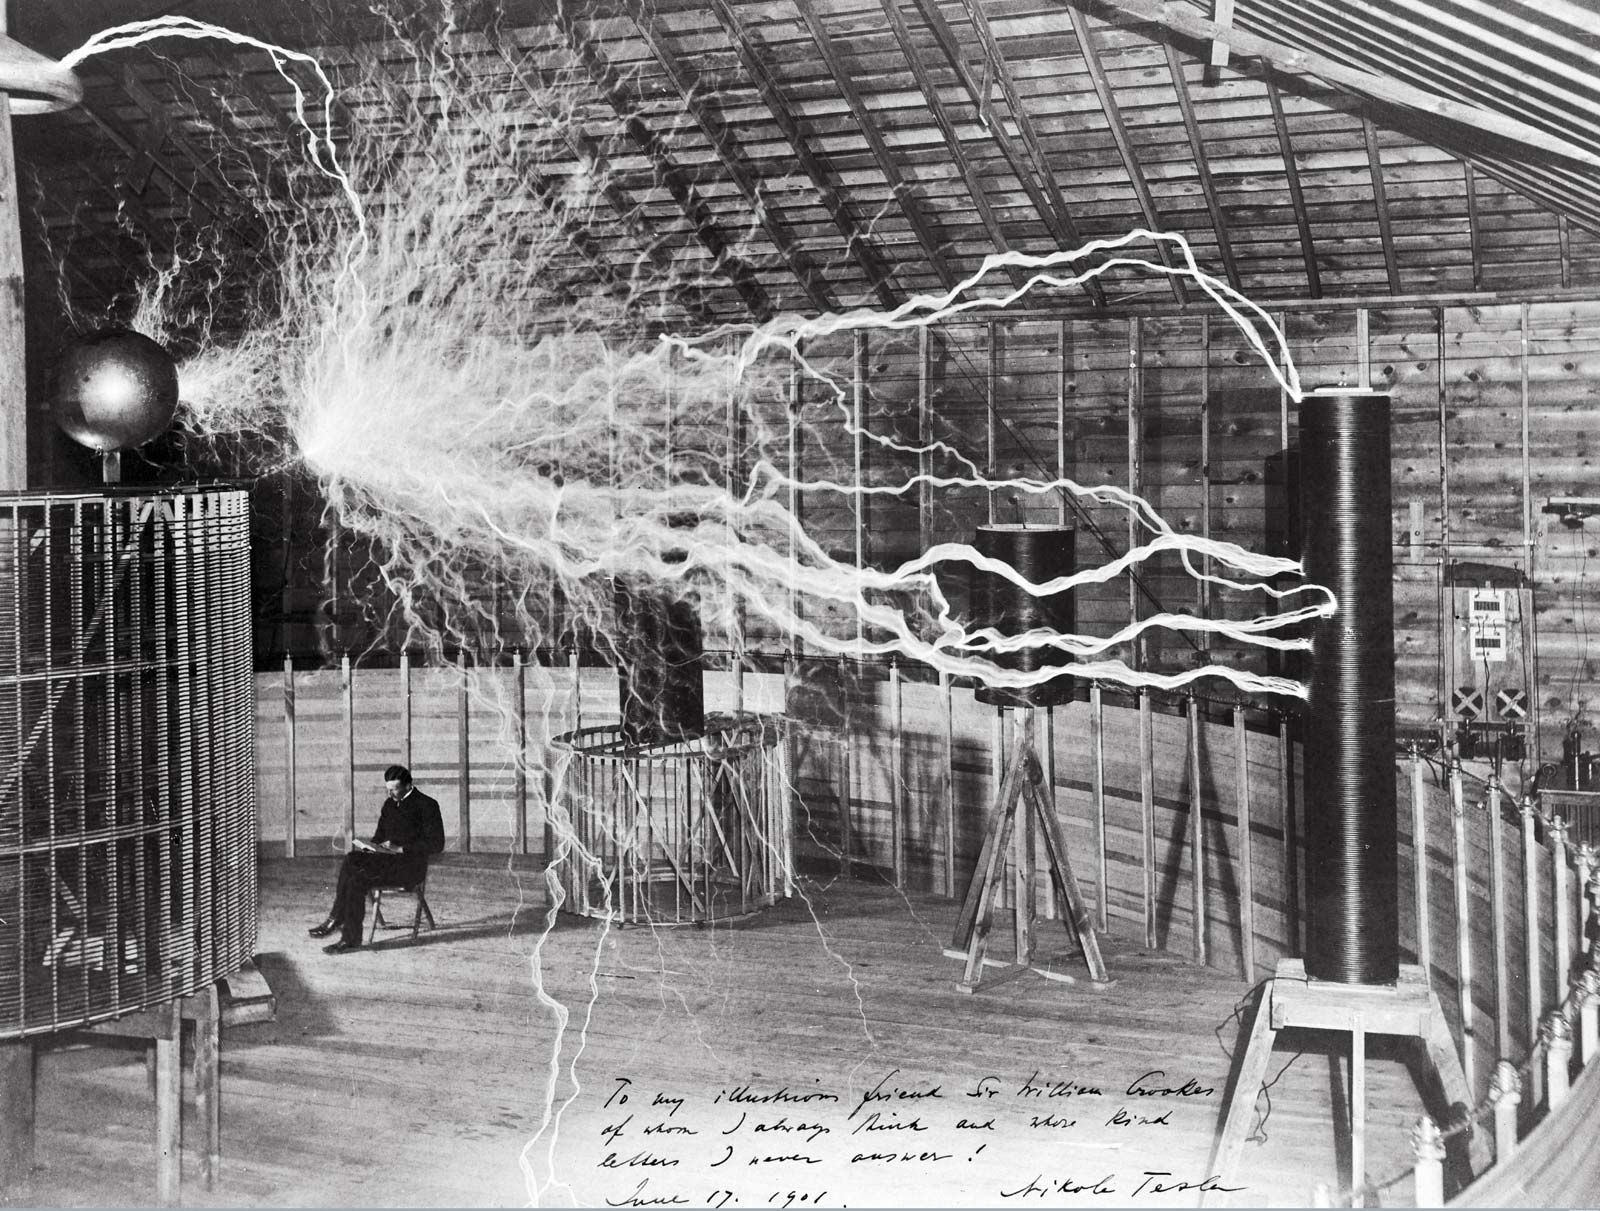 To my illustrious friend Sir William Crookes
of whom I always think and whose kind
letters I never answer!
June 17. 1901.
Nikola Tesla